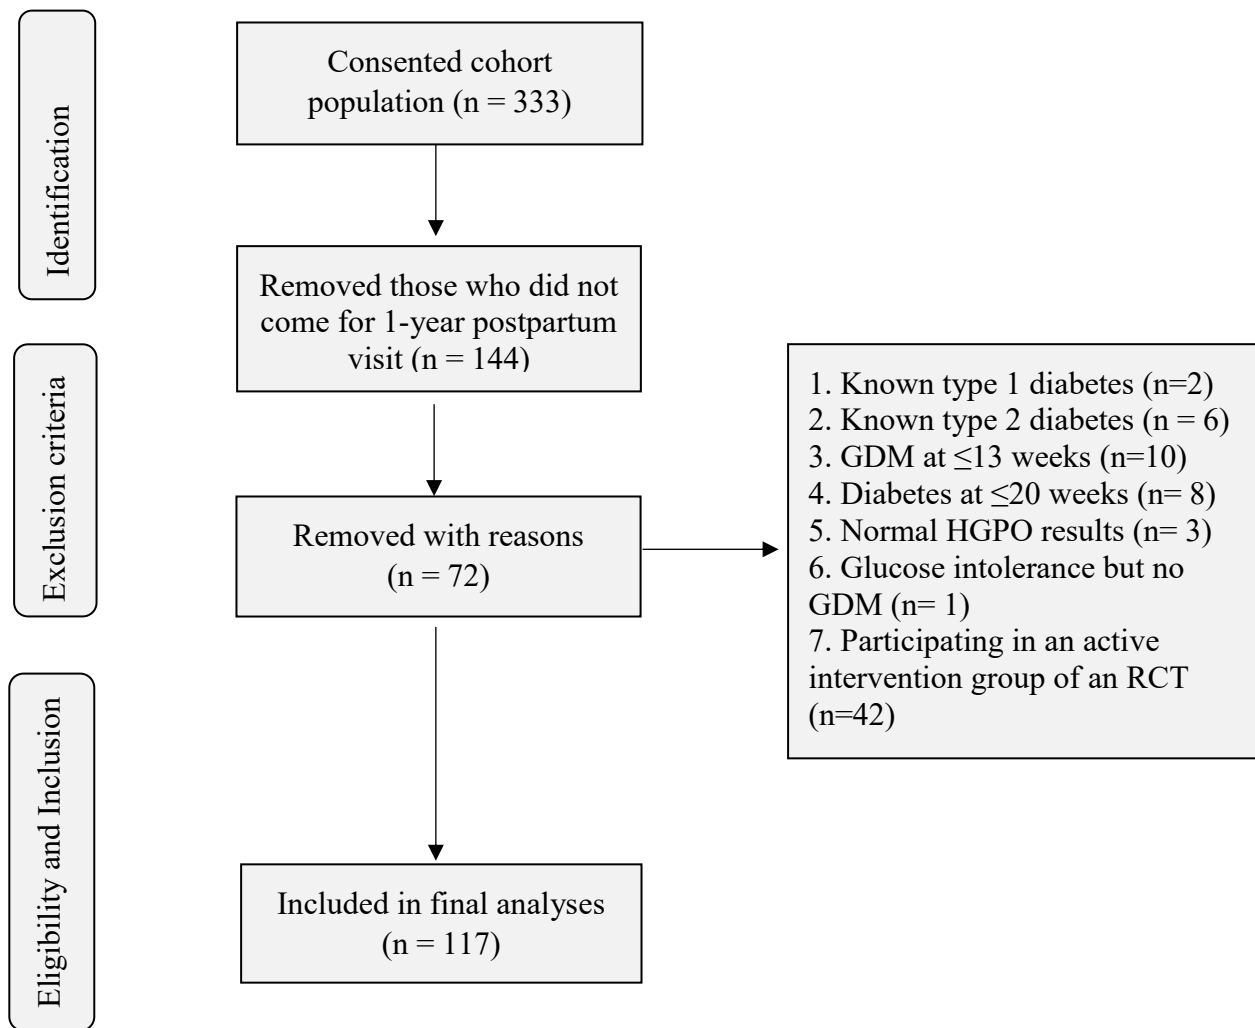 Identification
Consented cohort
population (n = 333)
Removed those who did not
come for 1-year postpartum
visit (n = 144)
Exclusion criteria
Removed with reasons
(n = 72)
1. Known type 1 diabetes (n=2)
2. Known type 2 diabetes (n = 6)
3. GDM at ≤13 weeks (n=10)
4. Diabetes at ≤20 weeks (n= 8)
5. Normal HGPO results (n= 3)
6. Glucose intolerance but no
GDM (n= 1)
7. Participating in an active
intervention group of an RCT
(n=42)
Eligibility and Inclusion
Included in final analyses
(n = 117)